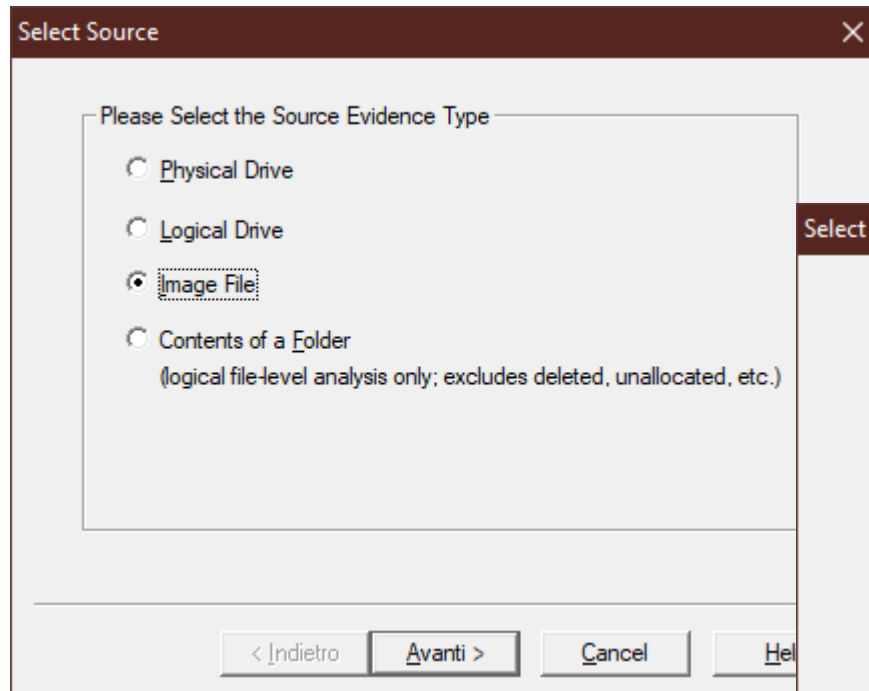 Select Source
Please Select the Source Evidence Type
Physical Drive
Logical Drive
Select
Image File
Contents of a Folder
(logical file-level analysis only; excludes deleted, unallocated, etc.)
< Indietro Avanti > Cancel Hel